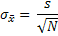 σ_x̄ = s/√N